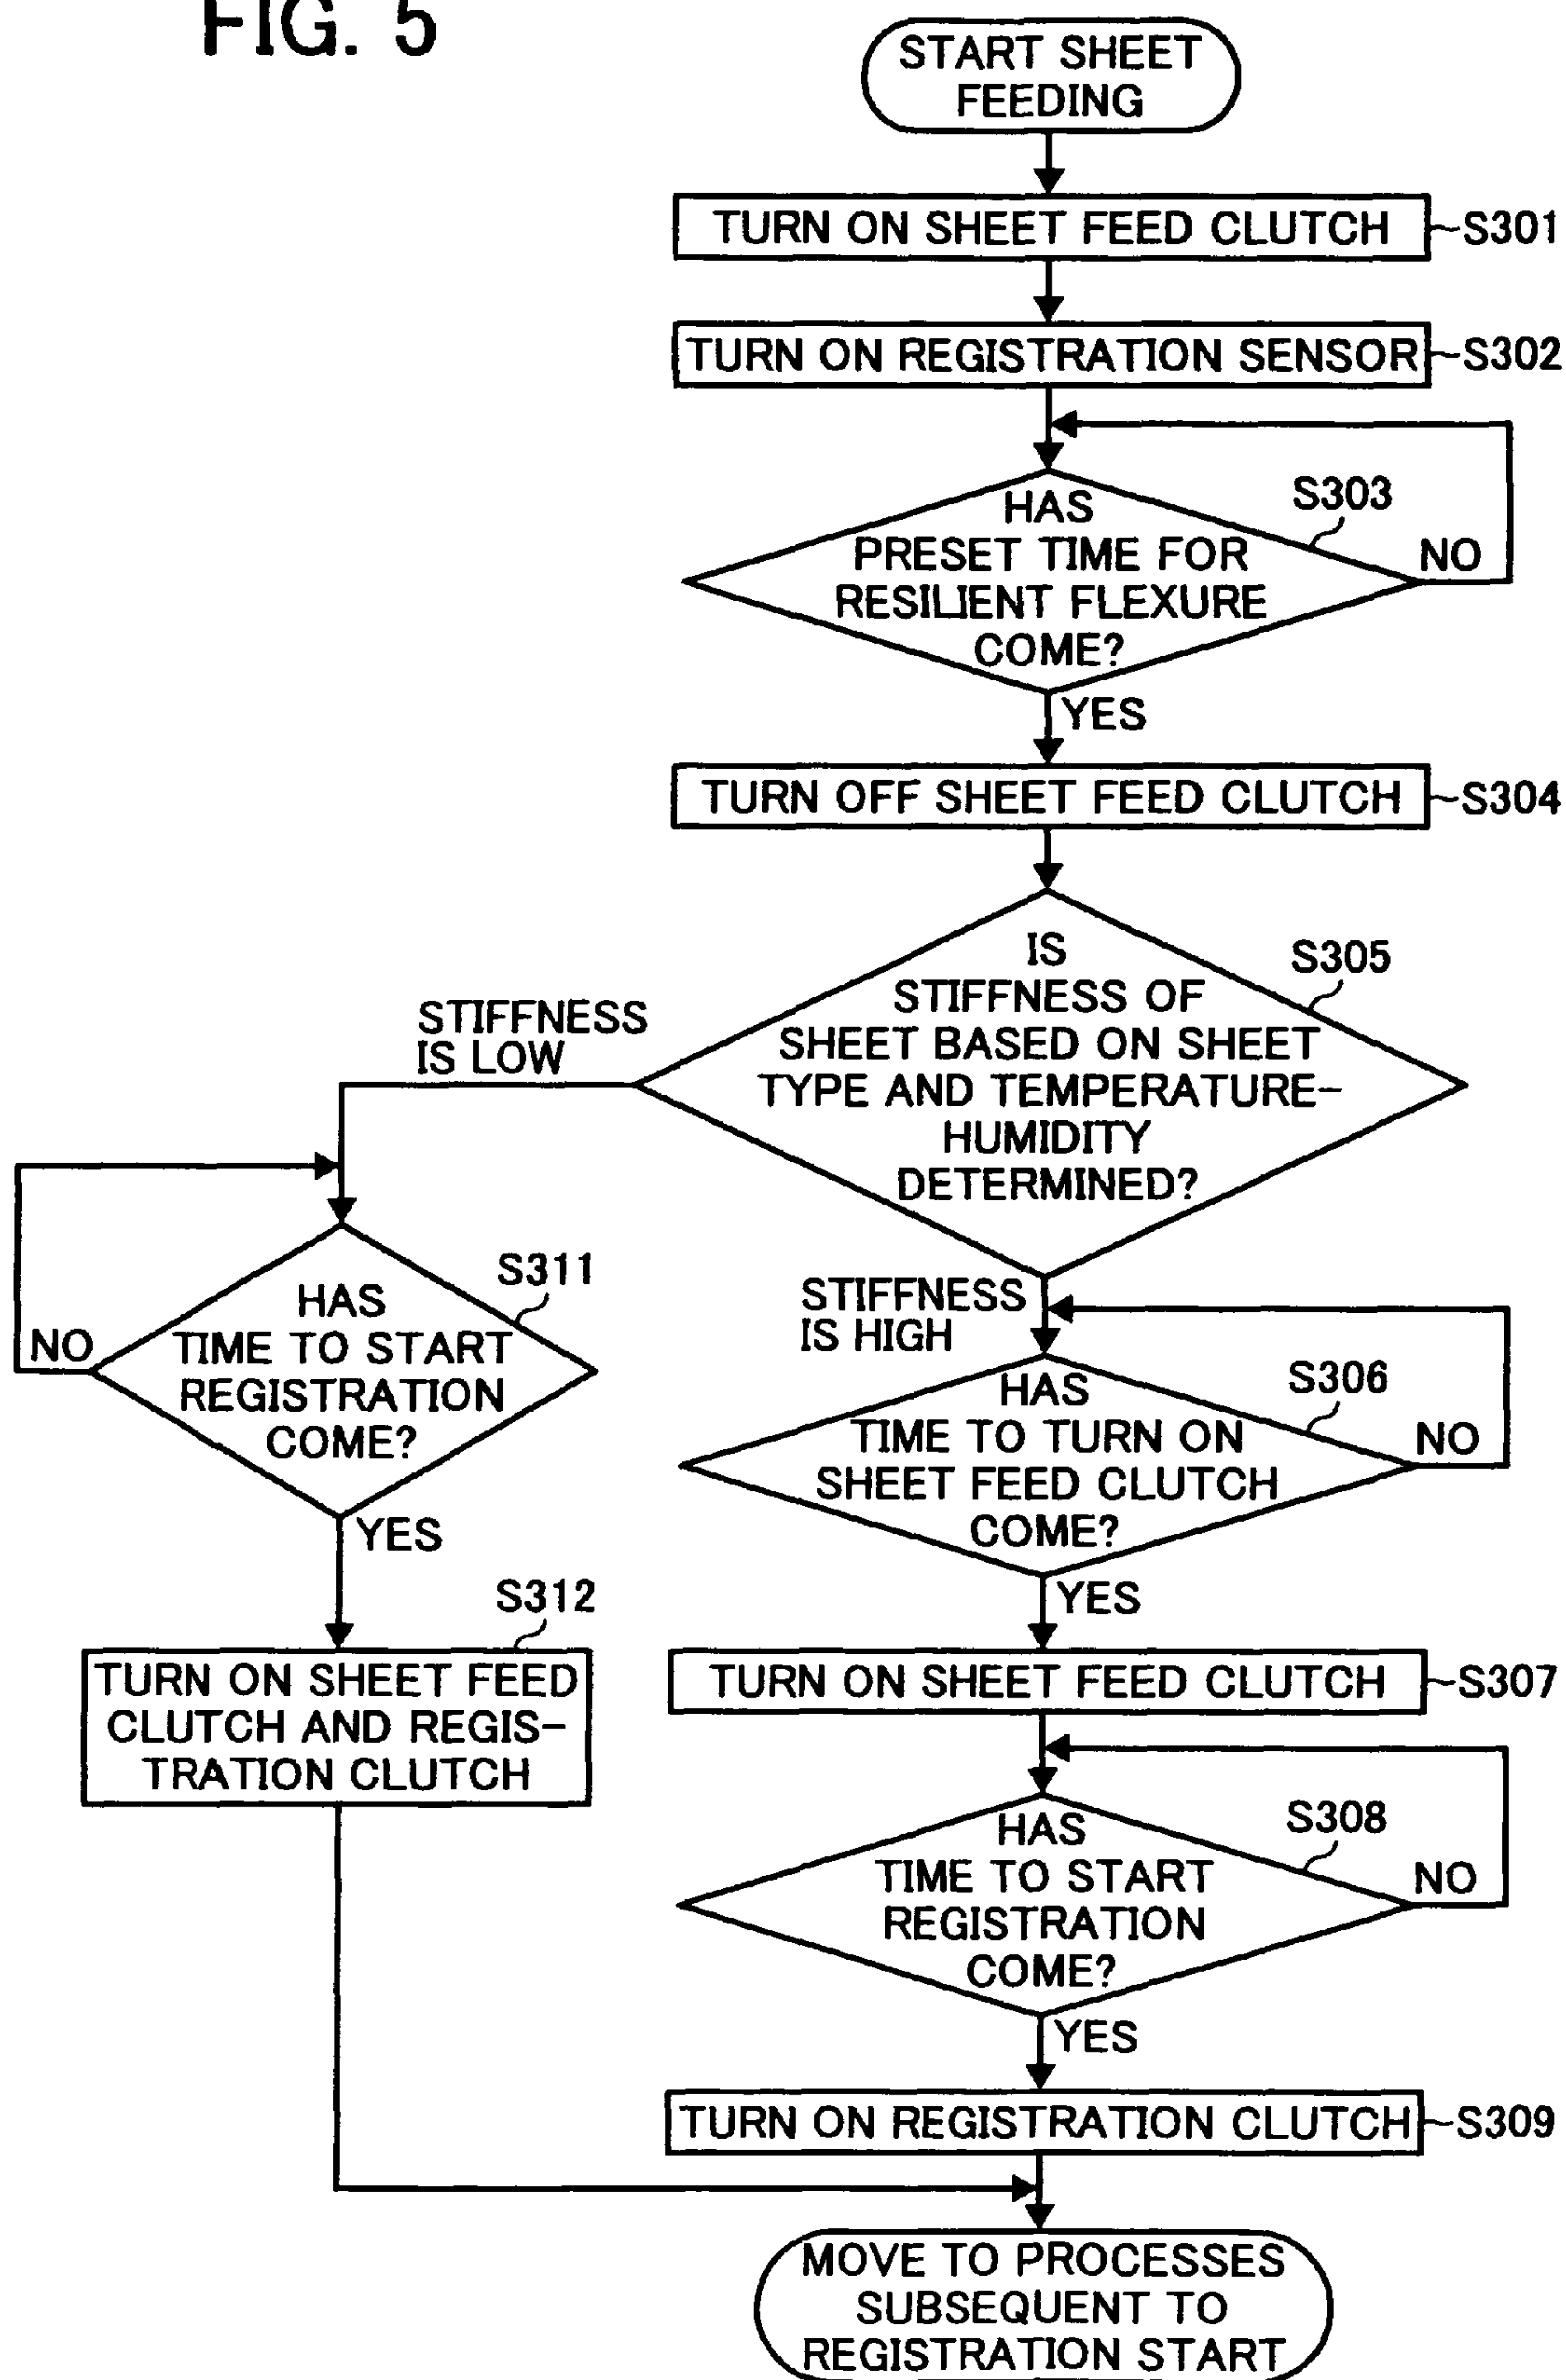 FIG. 5
START SHEET
FEEDING
TURN ON SHEET FEED CLUTCH
S301
TURN ON REGISTRATION SENSOR
S302
HAS
PRESET TIME FOR
RESILIENT FLEXURE
COME?
S303
NO
YES
TURN OFF SHEET FEED CLUTCH
S304
IS
STIFFNESS OF
SHEET BASED ON SHEET
TYPE AND TEMPERATURE-
HUMIDITY
DETERMINED?
S305
STIFFNESS
IS LOW
STIFFNESS
IS HIGH
HAS
TIME TO START
REGISTRATION
COME?
S311
NO
YES
TURN ON SHEET FEED
CLUTCH AND REGIS-
TRATION CLUTCH
S312
HAS
TIME TO TURN ON
SHEET FEED CLUTCH
COME?
S306
NO
YES
TURN ON SHEET FEED CLUTCH
S307
HAS
TIME TO START
REGISTRATION
COME?
S308
NO
YES
TURN ON REGISTRATION CLUTCH
S309
MOVE TO PROCESSES
SUBSEQUENT TO
REGISTRATION START